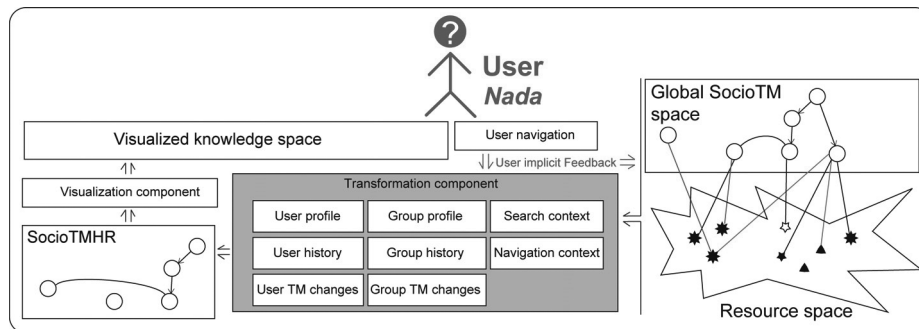 ?
User
Nada
Visualized knowledge space
User navigation
User implicit Feedback
Global SocioTM
space
Visualization component
Transformation component
User profile
Group profile
Search context
User history
Group history
Navigation context
User TM changes
Group TM changes
SocioTMHR
Resource space